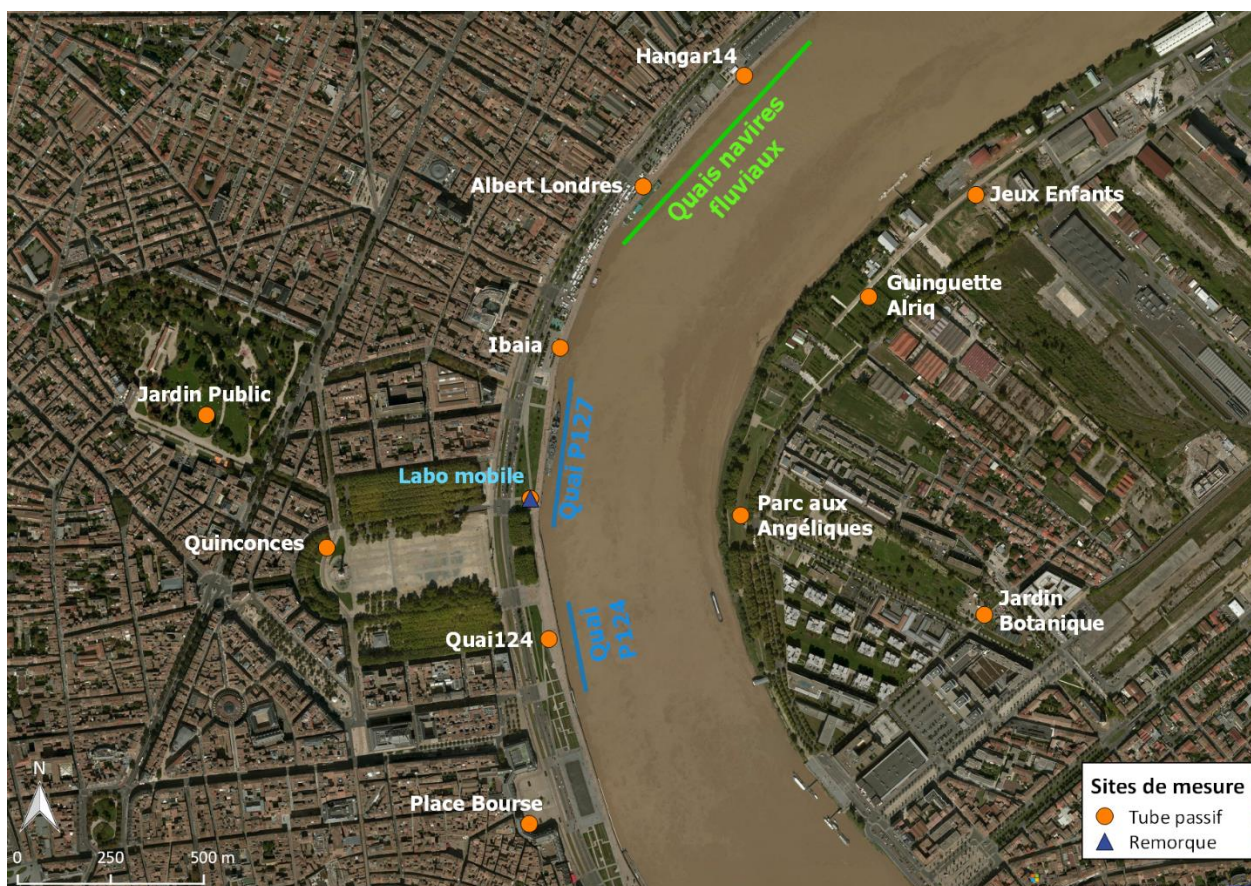 Hangar14
Quais navires
fluviaux
Albert Londres
Jeux Enfants
Guinguette
Alriq
Ibaia
Jardin Public
Quai P127
Labo mobile
Parc aux
Angéliques
Quinconces
Quai
P124
Quai124
Jardin
Botanique
Place Bourse
N
0 250 500 m
Sites de mesure
Tube passif
Remorque